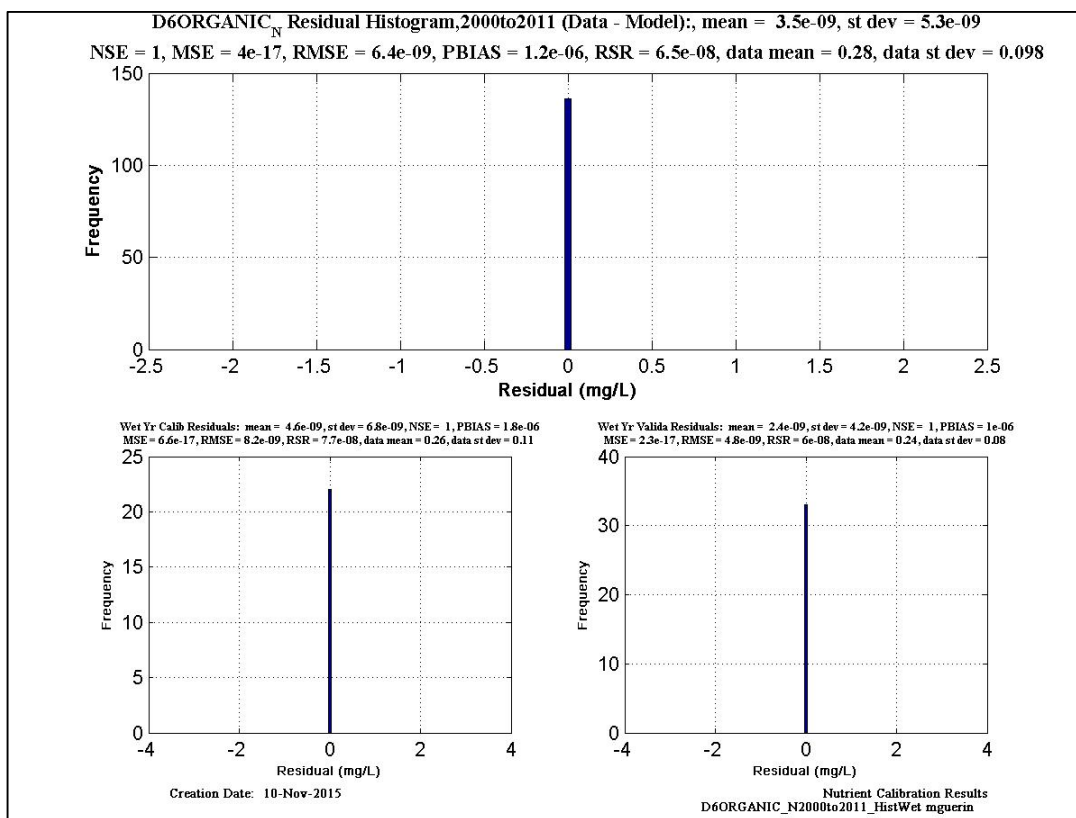 D6ORGANIC_N Residual Histogram,2000to2011 (Data - Model):, mean = 3.5e-09, st dev = 5.3e-09
NSE = 1, MSE = 4e-17, RMSE = 6.4e-09, PBIAS = 1.2e-06, RSR = 6.5e-08, data mean = 0.28, data st dev = 0.098
150
100
50
0
Frequency
-2.5 -2 -1.5 -1 -0.5 0 0.5 1 1.5 2 2.5
Residual (mg/L)
Wet Yr Calib Residuals: mean = 4.6e-09, st dev = 6.8e-09, NSE = 1, PBIAS = 1.8e-06
MSE = 6.6e-17, RMSE = 8.2e-09, RSR = 7.7e-08, data mean = 0.26, data st dev = 0.11
25
20
15
10
5
0
Frequency
-4 -2 0 2 4
Residual (mg/L)
Wet Yr Valida Residuals: mean = 2.4e-09, st dev = 4.2e-09, NSE = 1, PBIAS = 1e-06
MSE = 2.3e-17, RMSE = 4.8e-09, RSR = 6e-08, data mean = 0.24, data st dev = 0.08
40
30
20
10
0
Frequency
-4 -2 0 2 4
Residual (mg/L)
Creation Date: 10-Nov-2015
Nutrient Calibration Results
D6ORGANIC_N2000to2011_HistWet mguerin